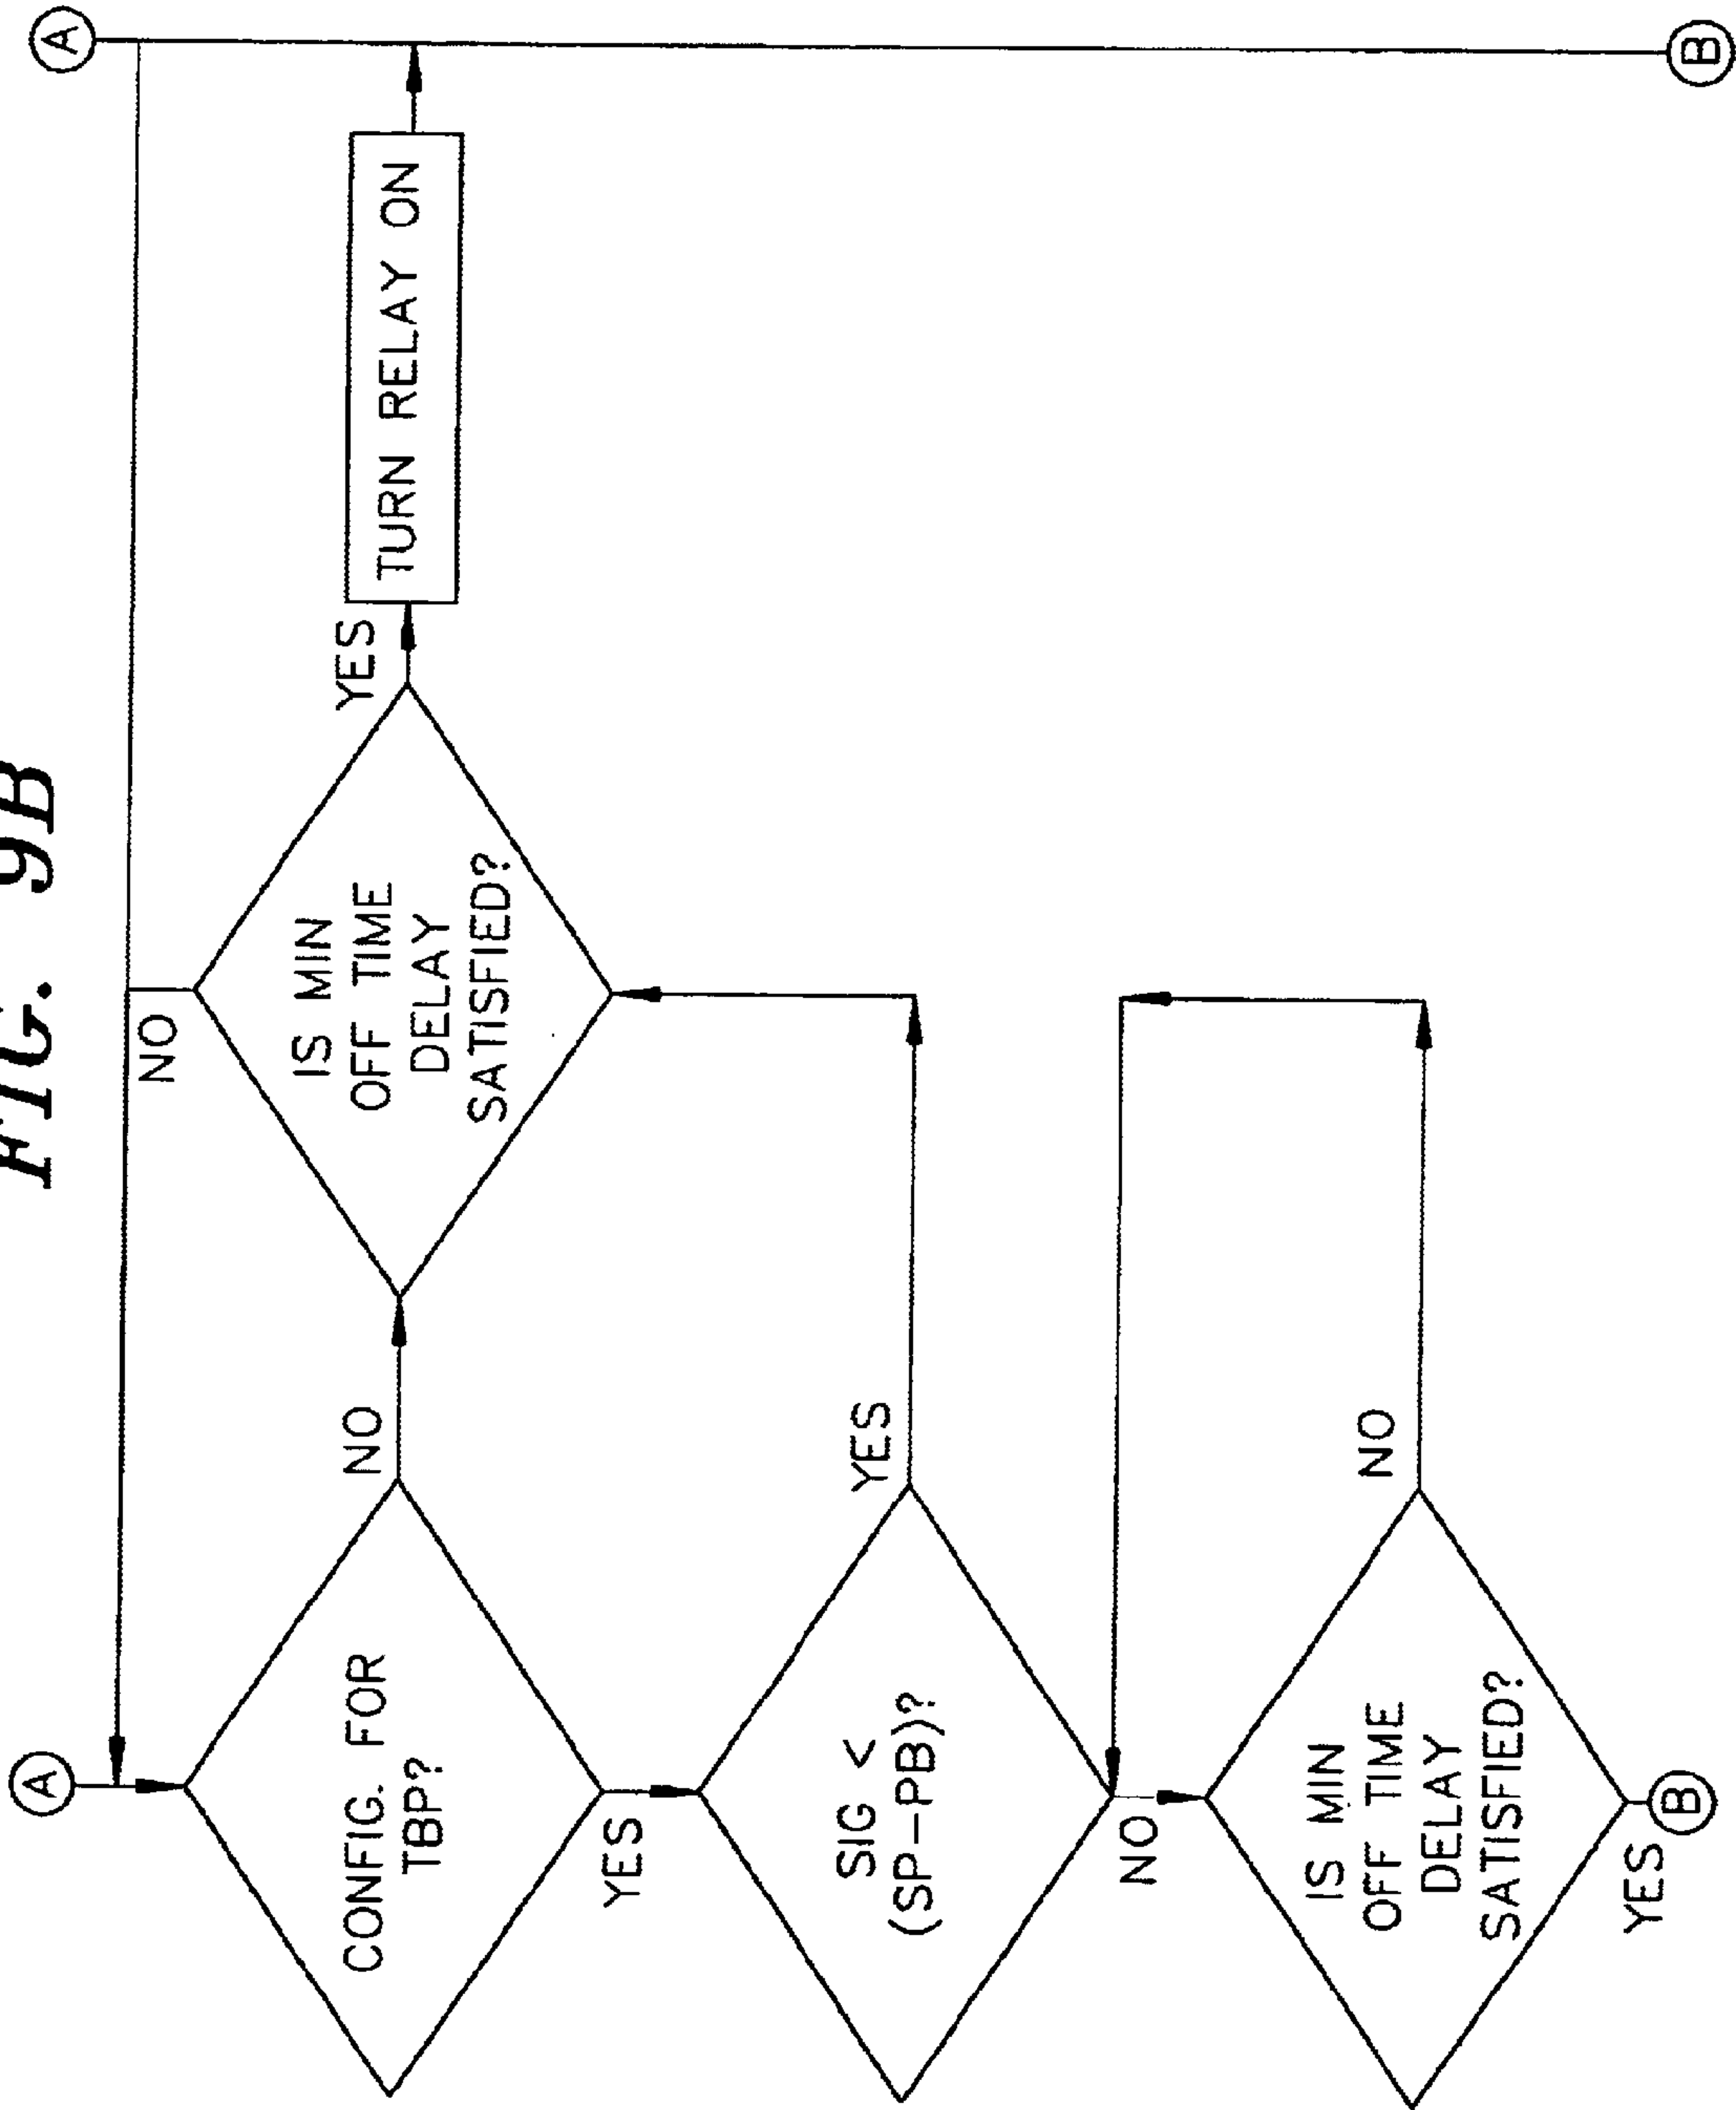 FIG. 9B
A
A
CONFIG. FOR
TBP?
NO
YES
IS MIN
OFF TIME
DELAY
SATISFIED?
NO
YES
TURN RELAY ON
SIG <
(SP-PB)?
YES
NO
IS MIN
OFF TIME
DELAY
SATISFIED?
NO
YES
B
B